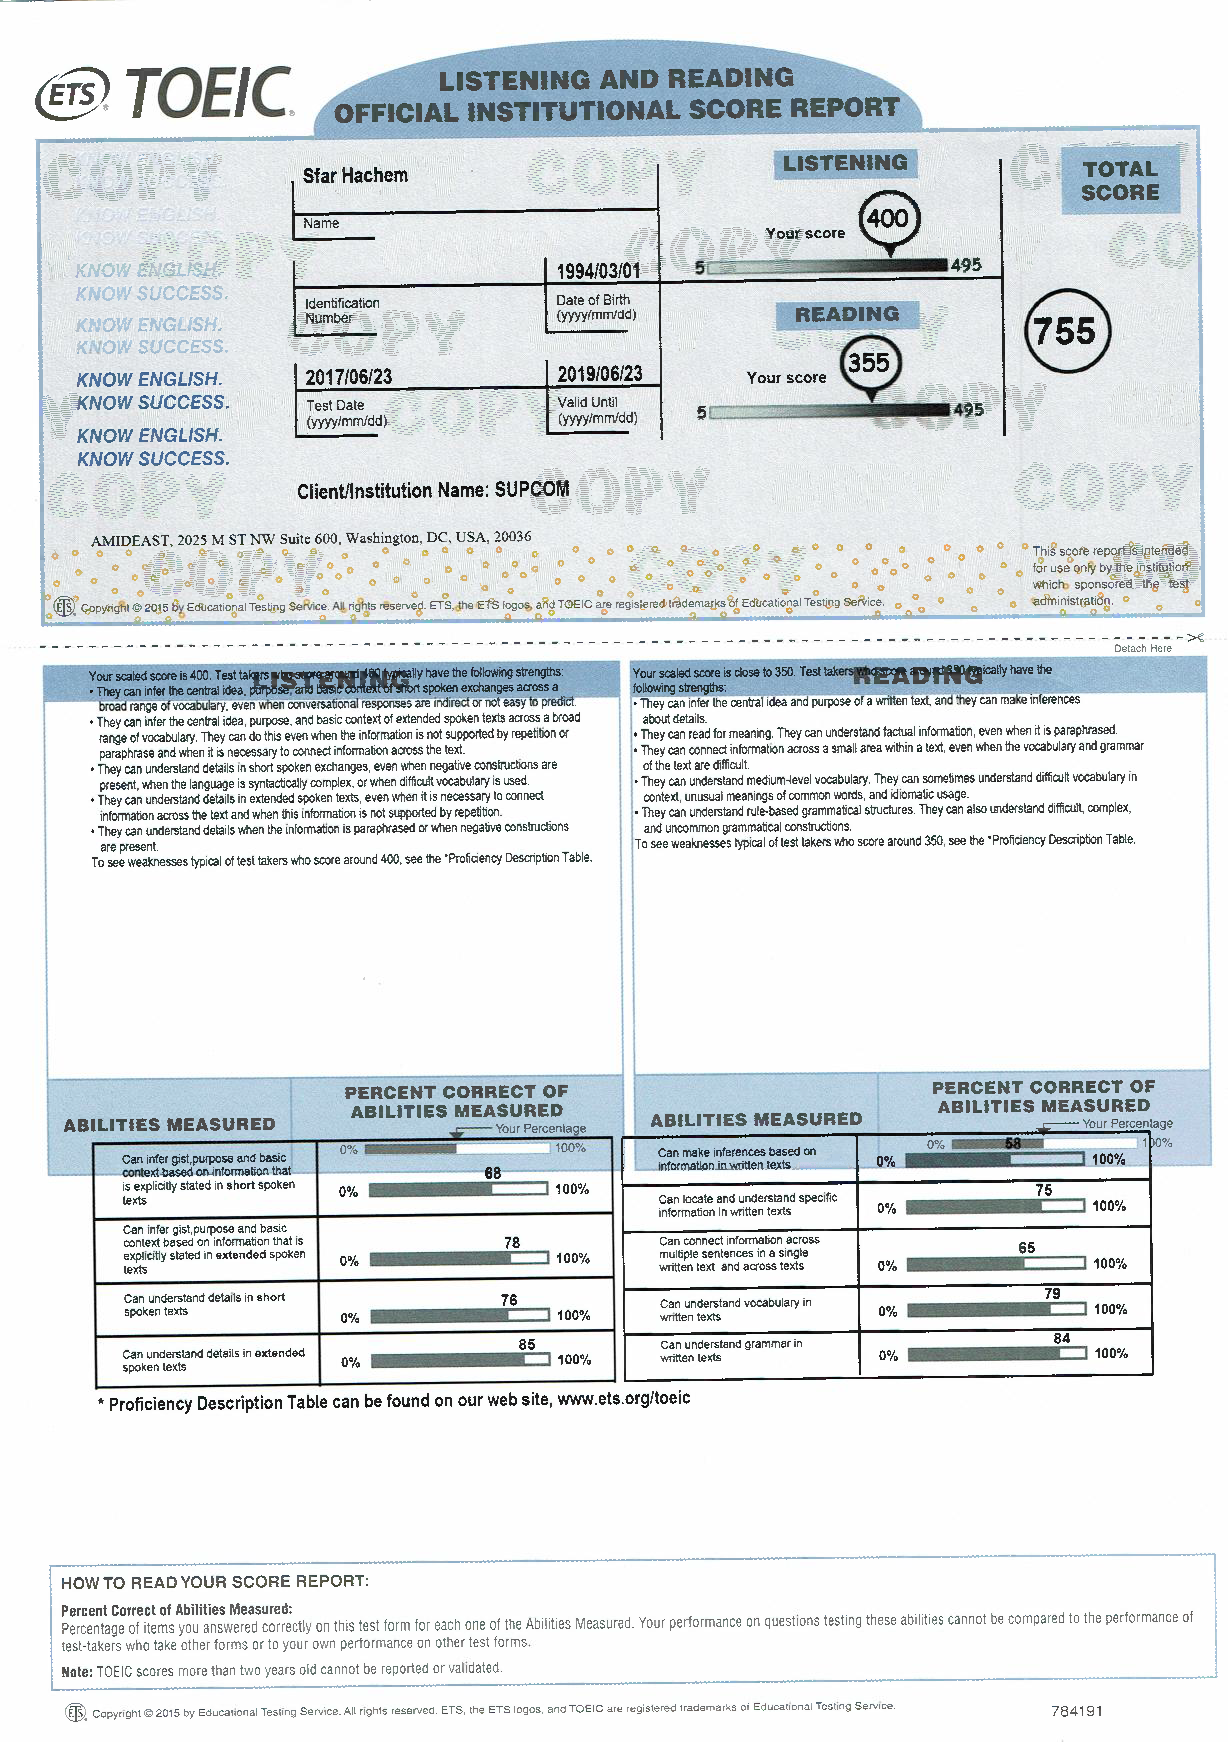 ETS® TOEIC®
LISTENING AND READING
OFFICIAL INSTITUTIONAL SCORE REPORT
KNOW ENGLISH.
KNOW SUCCESS.
KNOW ENGLISH.
KNOW SUCCESS.
KNOW ENGLISH.
KNOW SUCCESS.
KNOW ENGLISH.
KNOW SUCCESS.
Sfar Hachem
Name
1994/03/01
Identification
Number
Date of Birth
(yyyy/mm/dd)
2017/06/23
2019/06/23
Test Date
(yyyy/mm/dd)
Valid Until
(yyyy/mm/dd)
LISTENING
Your score 400
5 495
READING
Your score 355
5 495
TOTAL
SCORE
755
COPY
Client/Institution Name: SUPCOM
AMIDEAST, 2025 M ST NW Suite 600, Washington, DC, USA, 20036
This score report is intended
for use only by the institution
which sponsored the test
administration.
Copyright © 2015 by Educational Testing Service. All rights reserved. ETS, the ETS logos, and TOEIC are registered trademarks of Educational Testing Service.
Detach Here
LISTENING
Your scaled score is 400. Test takers who score around 400 typically have the following strengths:
• They can infer the central idea, purpose, and basic context of short spoken exchanges across a
broad range of vocabulary, even when conversational responses are indirect or not easy to predict.
• They can infer the central idea, purpose, and basic context of extended spoken texts across a broad
range of vocabulary. They can do this even when the information is not supported by repetition or
paraphrase and when it is necessary to connect information across the text.
• They can understand details in short spoken exchanges, even when negative constructions are
present, when the language is syntactically complex, or when difficult vocabulary is used.
• They can understand details in extended spoken texts, even when it is necessary to connect
information across the text and when this information is not supported by repetition.
• They can understand details when the information is paraphrased or when negative constructions
are present.
To see weaknesses typical of test takers who score around 400, see the *Proficiency Description Table.
READING
Your scaled score is close to 350. Test takers who score around 350 typically have the
following strengths:
• They can infer the central idea and purpose of a written text, and they can make inferences
about details.
• They can read for meaning. They can understand factual information, even when it is paraphrased.
• They can connect information across a small area within a text, even when the vocabulary and grammar
of the text are difficult.
• They can understand medium-level vocabulary. They can sometimes understand difficult vocabulary in
context, unusual meanings of common words, and idiomatic usage.
• They can understand rule-based grammatical structures. They can also understand difficult, complex,
and uncommon grammatical constructions.
To see weaknesses typical of test takers who score around 350, see the *Proficiency Description Table.
ABILITIES MEASURED
PERCENT CORRECT OF
ABILITIES MEASURED
Your Percentage
0% 100%
Can infer gist,purpose and basic
context based on information that
is explicitly stated in short spoken
texts
68
0% 100%
Can infer gist,purpose and basic
context based on information that is
explicitly stated in extended spoken
texts
78
0% 100%
Can understand details in short
spoken texts
76
0% 100%
Can understand details in extended
spoken texts
85
0% 100%
ABILITIES MEASURED
PERCENT CORRECT OF
ABILITIES MEASURED
Your Percentage
0% 100%
Can make inferences based on
information in written texts
58
0% 100%
Can locate and understand specific
information in written texts
75
0% 100%
Can connect information across
multiple sentences in a single
written text and across texts
65
0% 100%
Can understand vocabulary in
written texts
79
0% 100%
Can understand grammar in
written texts
84
0% 100%
* Proficiency Description Table can be found on our web site, www.ets.org/toeic
HOW TO READ YOUR SCORE REPORT:
Percent Correct of Abilities Measured:
Percentage of items you answered correctly on this test form for each one of the Abilities Measured. Your performance on questions testing these abilities cannot be compared to the performance of
test-takers who take other forms or to your own performance on other test forms.
Note: TOEIC scores more than two years old cannot be reported or validated.
Copyright © 2015 by Educational Testing Service. All rights reserved. ETS, the ETS logos, and TOEIC are registered trademarks of Educational Testing Service.
784191